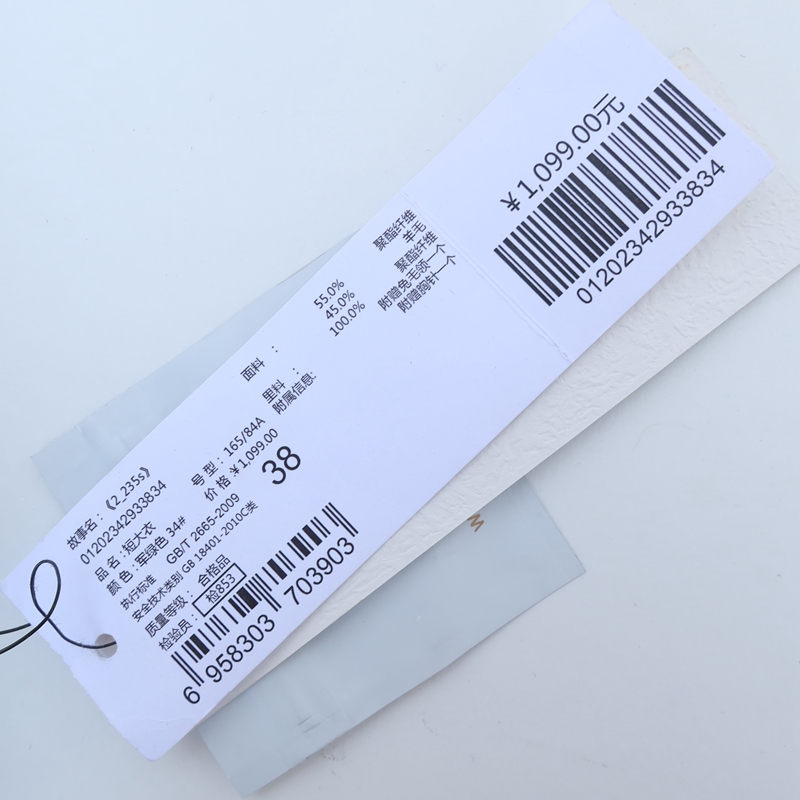 故事名：《2_235s》
01202342933834
品 名：短大衣
颜 色：军绿色 34#
执行标准 GB/T 2665-2009
安全技术类别 GB 18401-2010C类
质量等级： 合格品
检验员： 检853
6 958303 703903
号 型：165/84A
价 格：¥1,099.00
38
面料 ： 55.0% 聚酯纤维
45.0% 羊毛
里料 ： 100.0% 聚酯纤维
附属信息: 附赠兔毛领一个
附赠胸针一个
¥1,099.00元
01202342933834